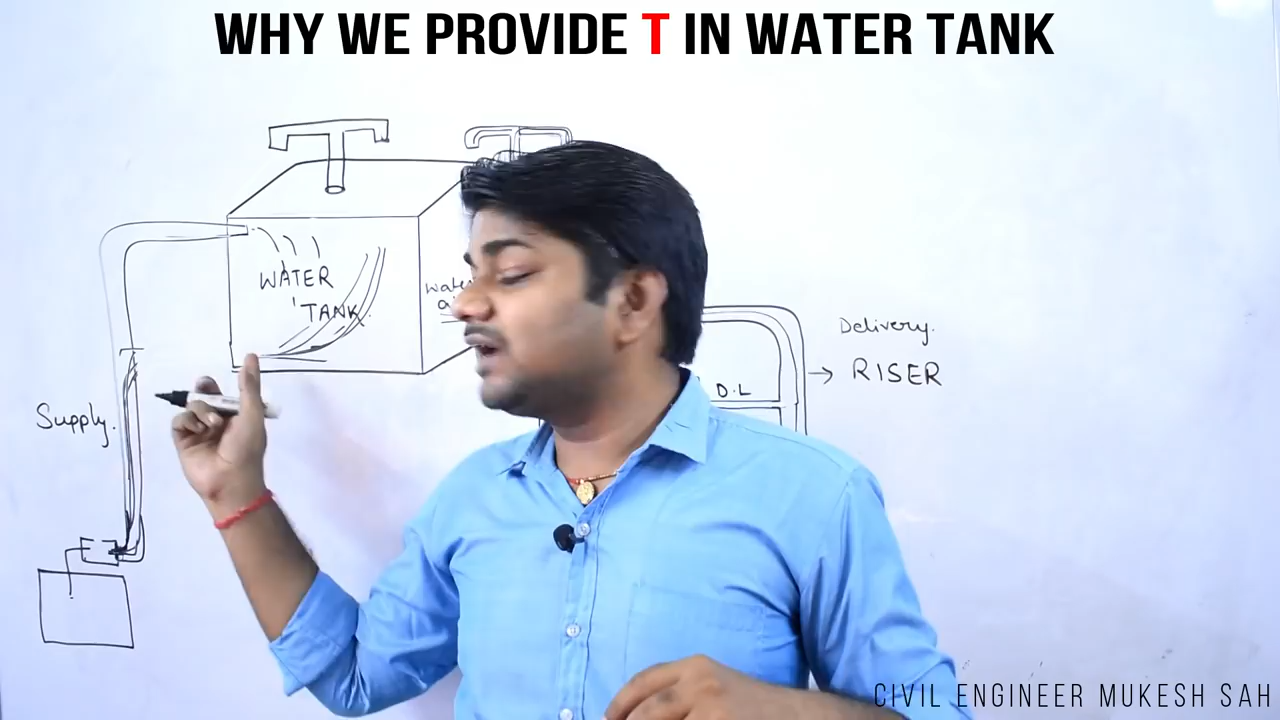 WHY WE PROVIDE T IN WATER TANK
WATER
TANK
Delivery.
RISER
D.L
Supply.
CIVIL ENGINEER MUKESH SAH